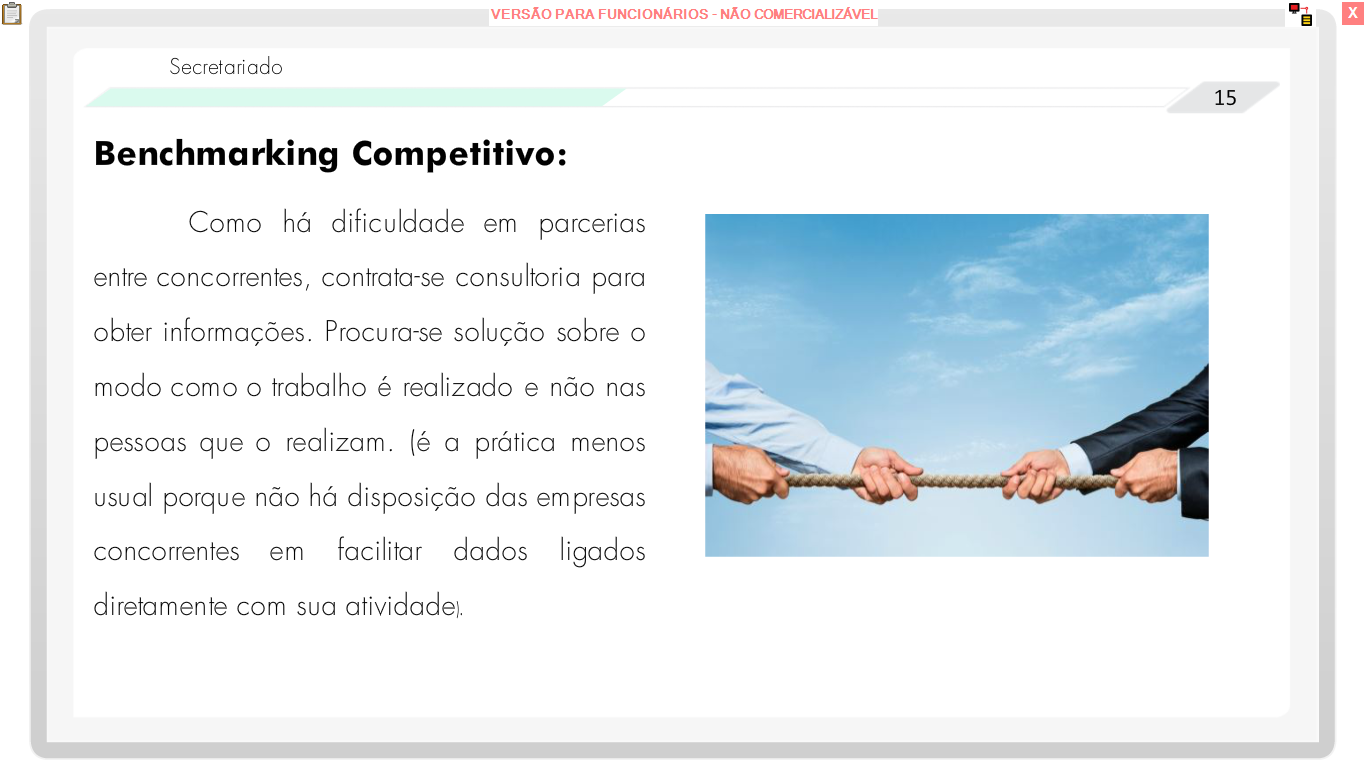 VERSÃO PARA FUNCIONÁRIOS - NÃO COMERCIALIZÁVEL
X
Secretariado
15
Benchmarking Competitivo:
Como há dificuldade em parcerias
entre concorrentes, contrata-se consultoria para
obter informações. Procura-se solução sobre o
modo como o trabalho é realizado e não nas
pessoas que o realizam. (é a prática menos
usual porque não há disposição das empresas
concorrentes em facilitar dados ligados
diretamente com sua atividade).